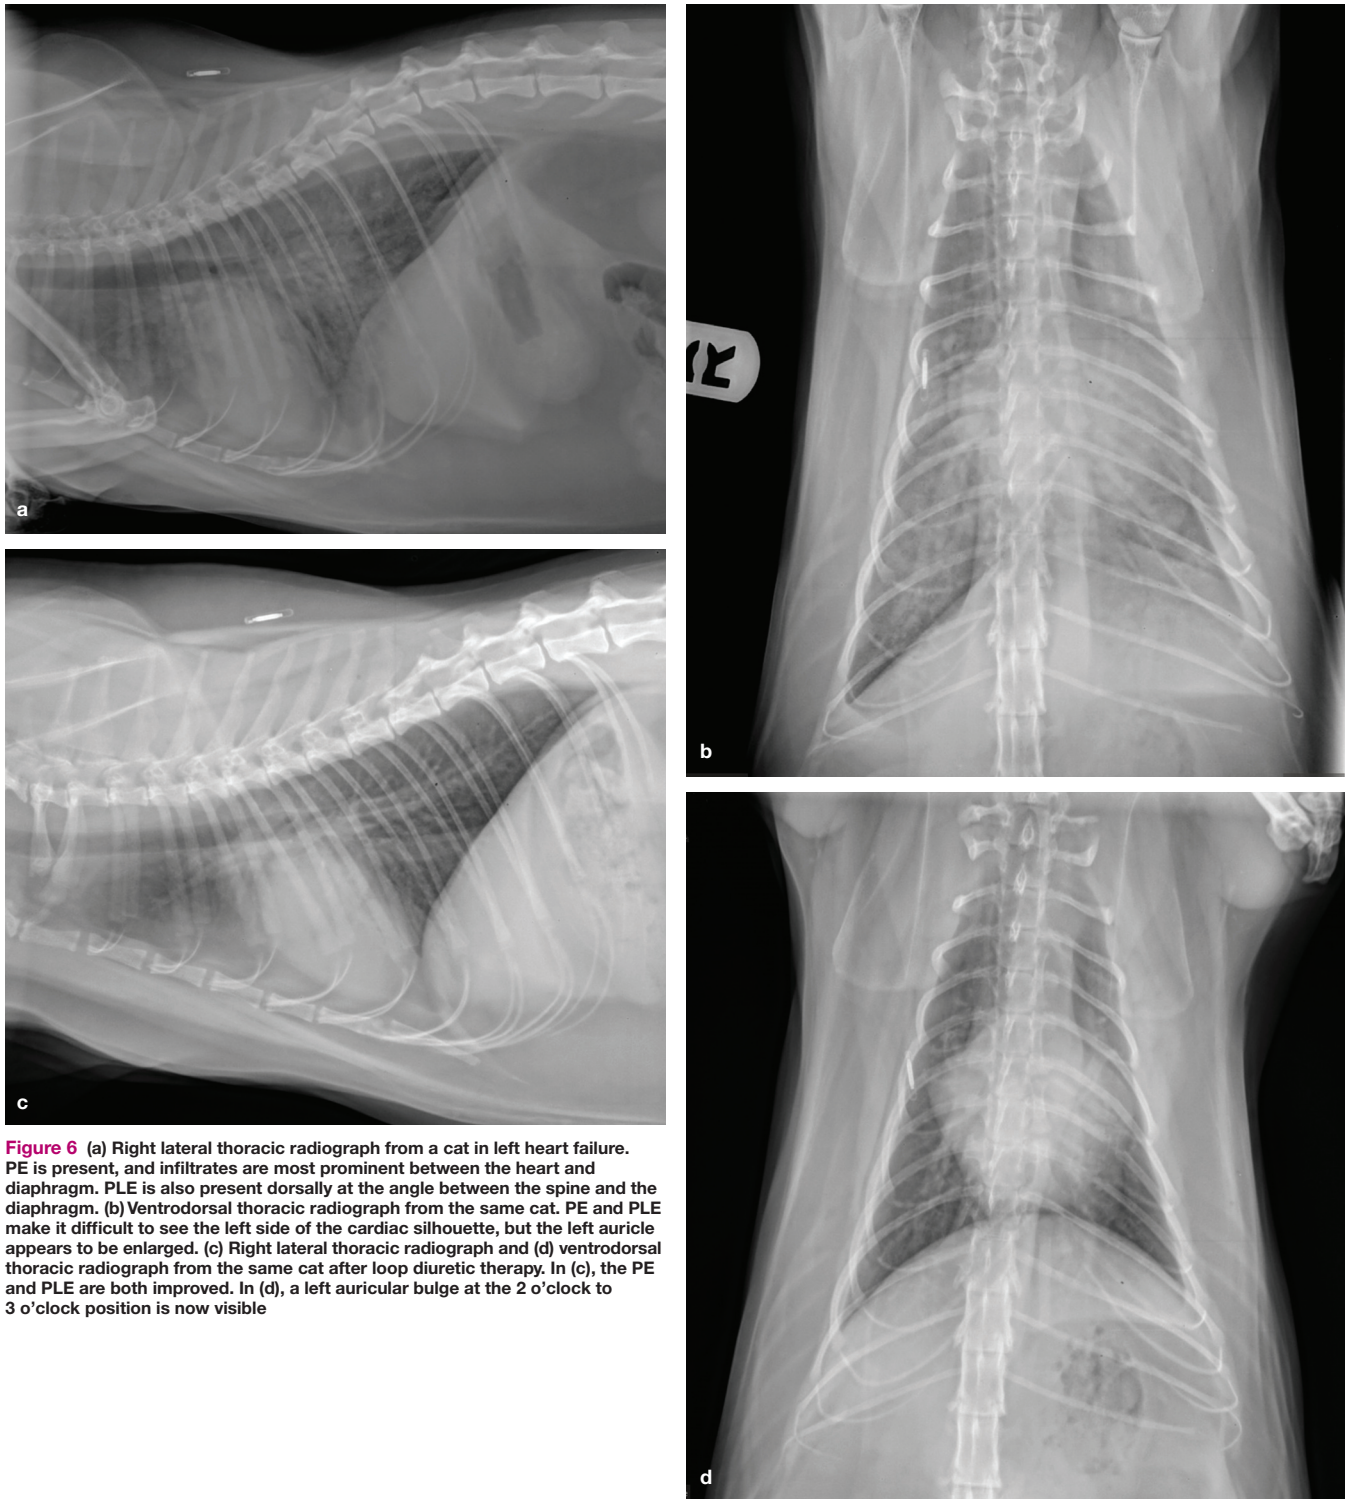 a
R
b
c
d
Figure 6 (a) Right lateral thoracic radiograph from a cat in left heart failure.
PE is present, and infiltrates are most prominent between the heart and
diaphragm. PLE is also present dorsally at the angle between the spine and the
diaphragm. (b) Ventrodorsal thoracic radiograph from the same cat. PE and PLE
make it difficult to see the left side of the cardiac silhouette, but the left auricle
appears to be enlarged. (c) Right lateral thoracic radiograph and (d) ventrodorsal
thoracic radiograph from the same cat after loop diuretic therapy. In (c), the PE
and PLE are both improved. In (d), a left auricular bulge at the 2 o’clock to
3 o’clock position is now visible